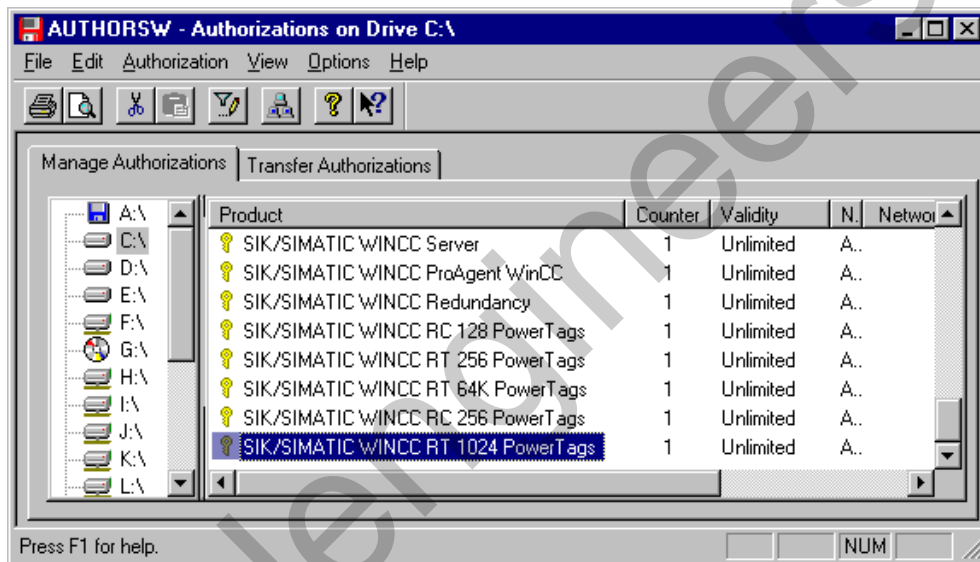 AUTHORSW - Authorizations on Drive C:\
File Edit Authorization View Options Help
Manage Authorizations Transfer Authorizations
A:\
C:\
D:\
E:\
F:\
G:\
H:\
I:\
J:\
K:\
L:\
Product Counter Validity N.
SIK/SIMATIC WINCC Server 1 Unlimited A..
SIK/SIMATIC WINCC ProAgent WinCC 1 Unlimited A..
SIK/SIMATIC WINCC Redundancy 1 Unlimited A..
SIK/SIMATIC WINCC RC 128 PowerTags 1 Unlimited A..
SIK/SIMATIC WINCC RT 256 PowerTags 1 Unlimited A..
SIK/SIMATIC WINCC RT 64K PowerTags 1 Unlimited A..
SIK/SIMATIC WINCC RC 256 PowerTags 1 Unlimited A..
SIK/SIMATIC WINCC RT 1024 PowerTags 1 Unlimited A..
Press F1 for help. NUM